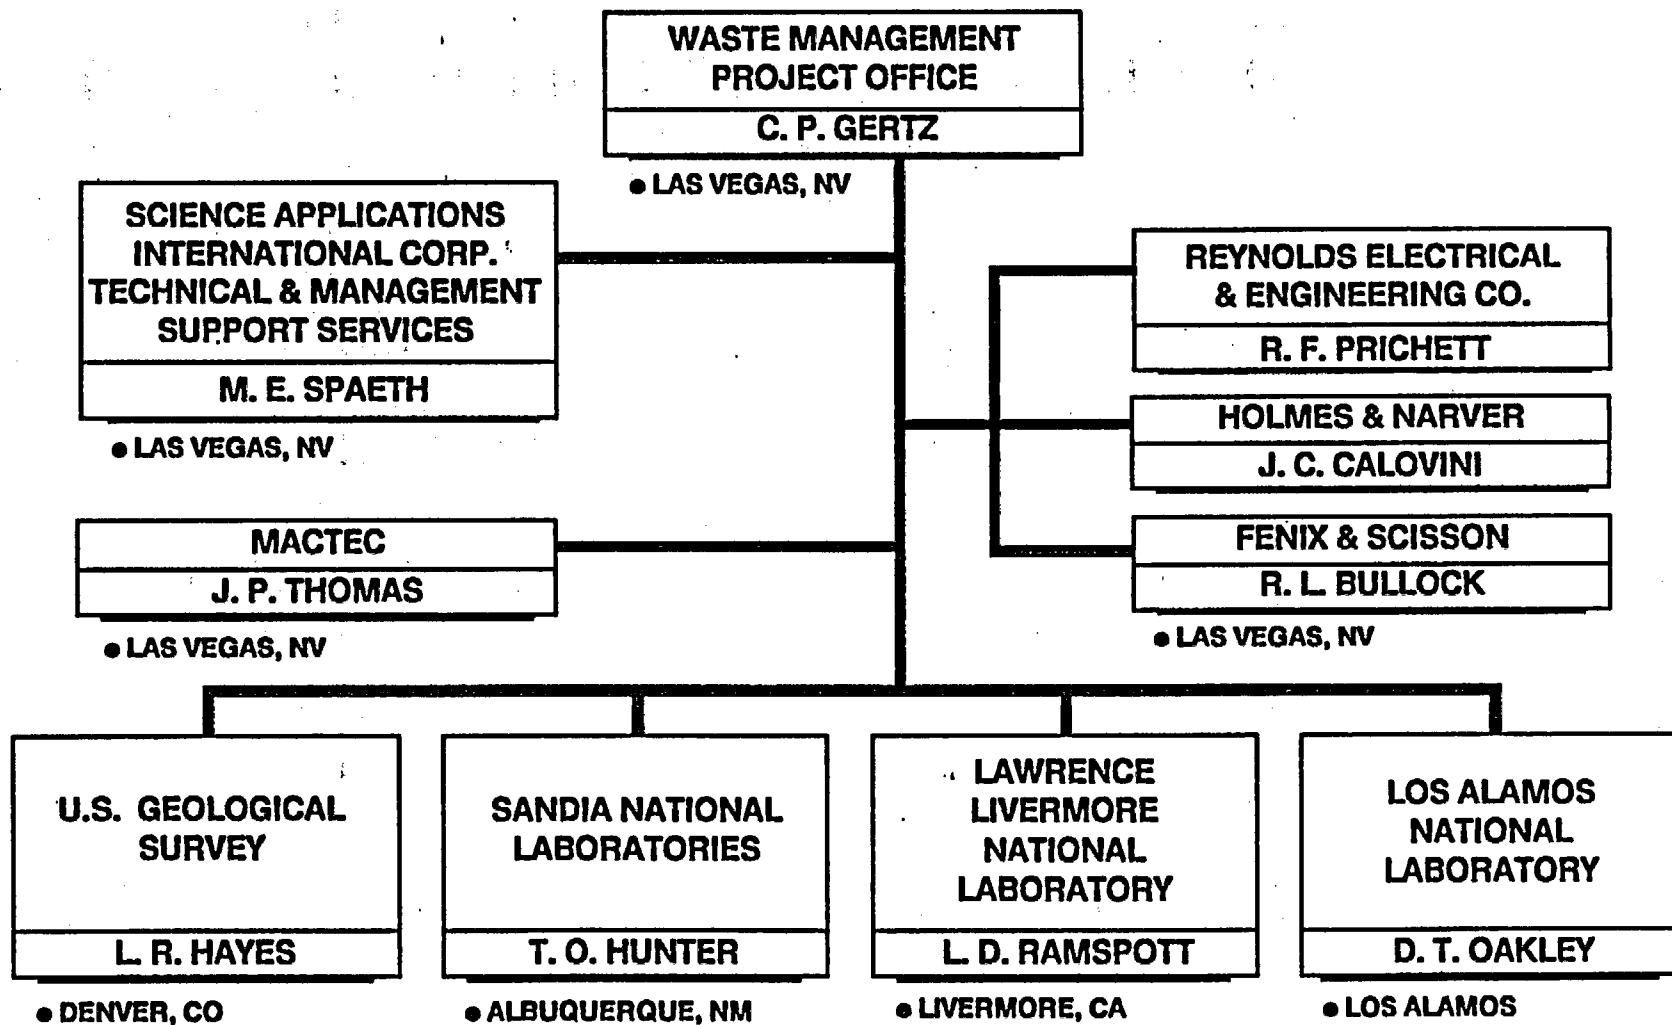 WASTE MANAGEMENT
PROJECT OFFICE
C. P. GERTZ
● LAS VEGAS, NV
SCIENCE APPLICATIONS
INTERNATIONAL CORP.
TECHNICAL & MANAGEMENT
SUPPORT SERVICES
M. E. SPAETH
● LAS VEGAS, NV
REYNOLDS ELECTRICAL
& ENGINEERING CO.
R. F. PRICHETT
HOLMES & NARVER
J. C. CALOVINI
MACTEC
J. P. THOMAS
● LAS VEGAS, NV
FENIX & SCISSON
R. L. BULLOCK
● LAS VEGAS, NV
U.S. GEOLOGICAL
SURVEY
L. R. HAYES
● DENVER, CO
SANDIA NATIONAL
LABORATORIES
T. O. HUNTER
● ALBUQUERQUE, NM
LAWRENCE
LIVERMORE
NATIONAL
LABORATORY
L. D. RAMSPOTT
● LIVERMORE, CA
LOS ALAMOS
NATIONAL
LABORATORY
D. T. OAKLEY
● LOS ALAMOS